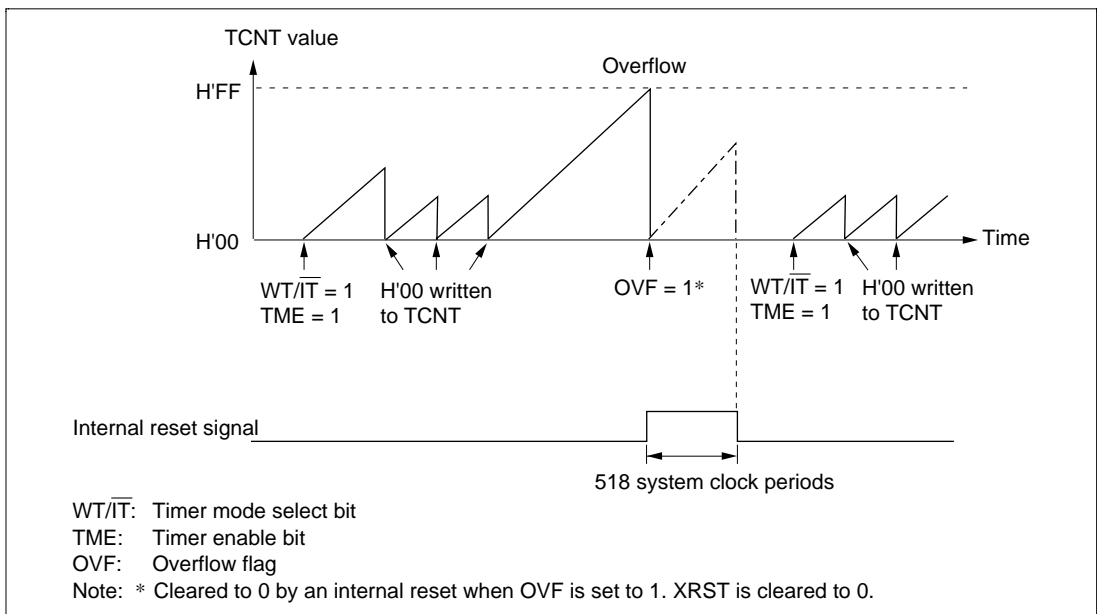 TCNT value
Overflow
H'FF
H'00
Time
WT/IT = 1
TME = 1
H'00 written
to TCNT
OVF = 1*
WT/IT = 1
TME = 1
H'00 written
to TCNT
Internal reset signal
518 system clock periods
WT/IT: Timer mode select bit
TME: Timer enable bit
OVF: Overflow flag
Note: * Cleared to 0 by an internal reset when OVF is set to 1. XRST is cleared to 0.